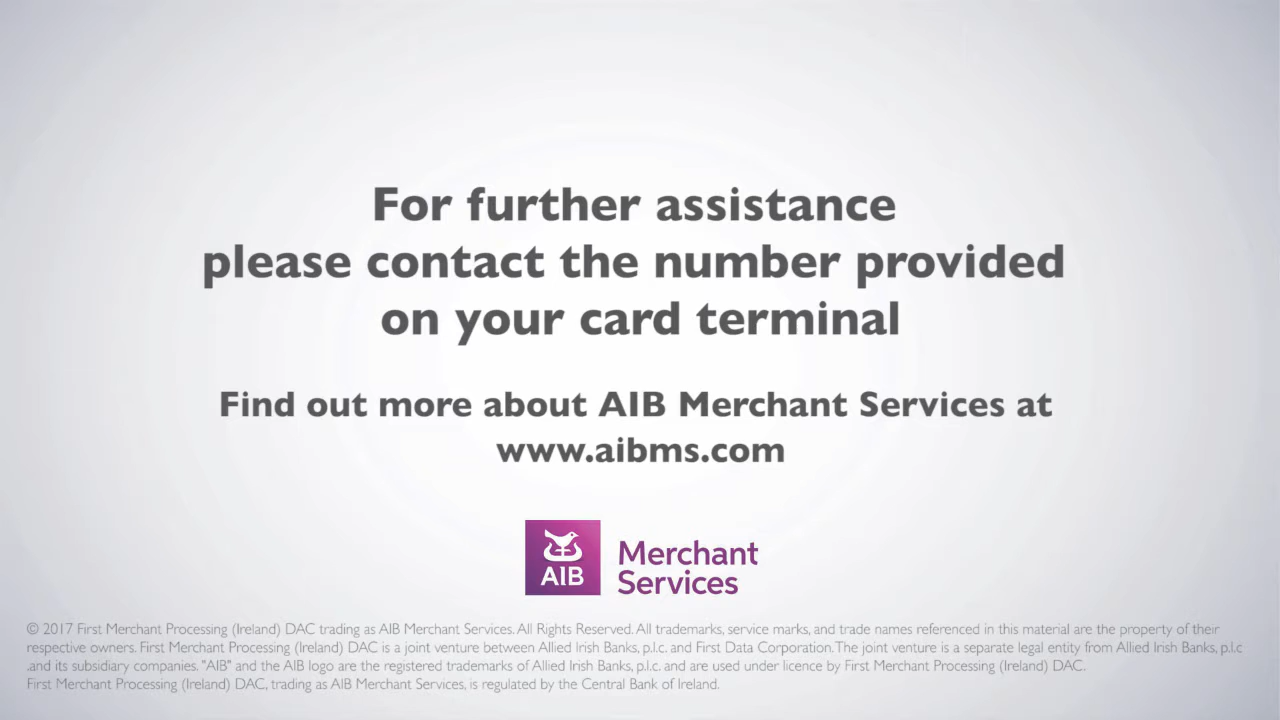 For further assistance
please contact the number provided
on your card terminal
Find out more about AIB Merchant Services at
www.aibms.com
AIB
Merchant
Services
© 2017 First Merchant Processing (Ireland) DAC trading as AIB Merchant Services. All Rights Reserved. All trademarks, service marks, and trade names referenced in this material are the property of their
respective owners. First Merchant Processing (Ireland) DAC is a joint venture between Allied Irish Banks, p.l.c. and First Data Corporation. The joint venture is a separate legal entity from Allied Irish Banks, p.l.c
.and its subsidiary companies. "AIB" and the AIB logo are the registered trademarks of Allied Irish Banks, p.l.c. and are used under licence by First Merchant Processing (Ireland) DAC.
First Merchant Processing (Ireland) DAC, trading as AIB Merchant Services, is regulated by the Central Bank of Ireland.